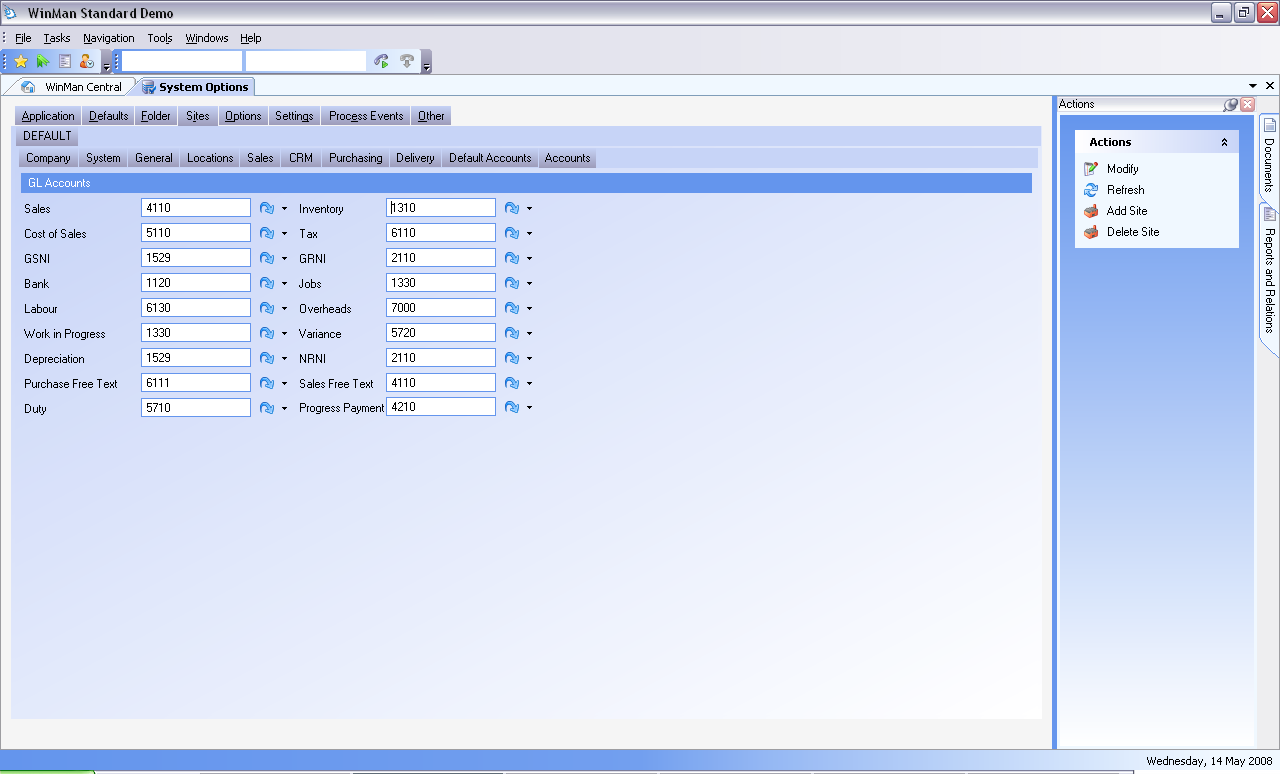 WinMan Standard Demo
File Tasks Navigation Tools Windows Help
WinMan Central System Options
Application Defaults Folder Sites Options Settings Process Events Other
DEFAULT
Company System General Locations Sales CRM Purchasing Delivery Default Accounts Accounts
GL Accounts
Sales 4110 Inventory 1310
Cost of Sales 5110 Tax 6110
GSNI 1529 GRNI 2110
Bank 1120 Jobs 1330
Labour 6130 Overheads 7000
Work in Progress 1330 Variance 5720
Depreciation 1529 NRNI 2110
Purchase Free Text 6111 Sales Free Text 4110
Duty 5710 Progress Payment 4210
Actions
Actions
Modify
Refresh
Add Site
Delete Site
Documents
Reports and Relations
Wednesday, 14 May 2008